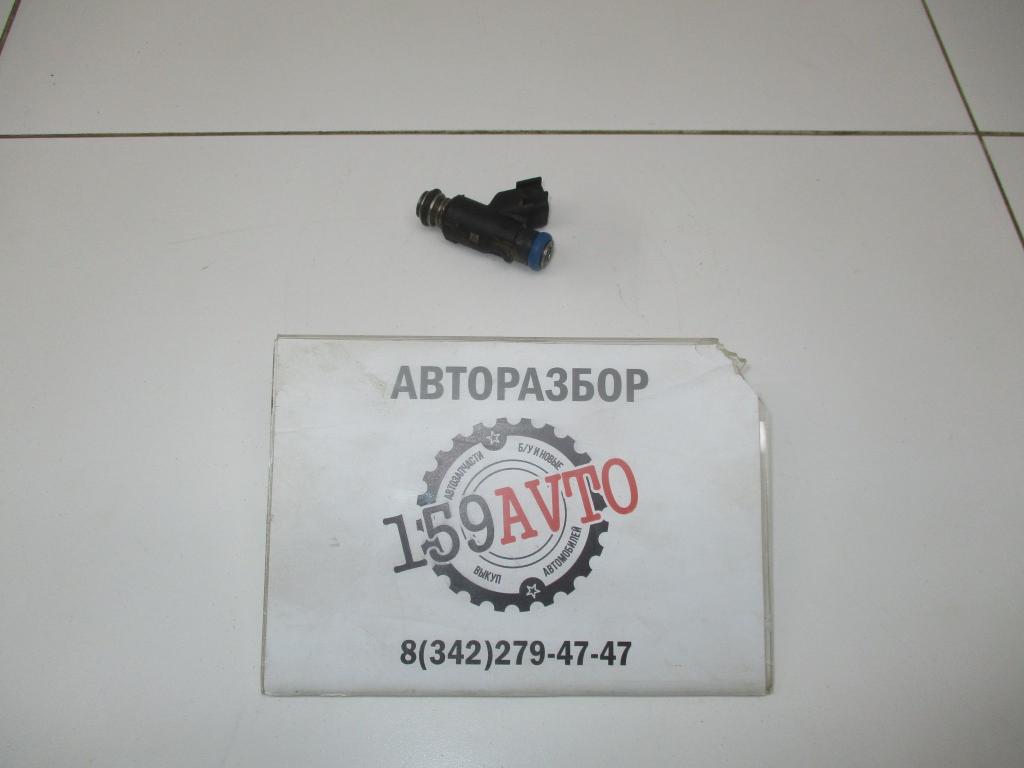 АВТОРАЗБОР
АВТОЗАПЧАСТИ
Б/У И НОВЫЕ
159AVTO
ВЫКУП
АВТОМОБИЛЕЙ
8(342)279-47-47